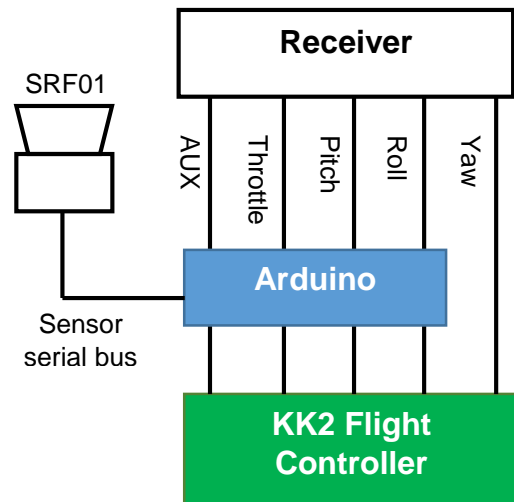 Receiver
SRF01
AUX
Throttle
Pitch
Roll
Yaw
Arduino
Sensor
serial bus
KK2 Flight
Controller